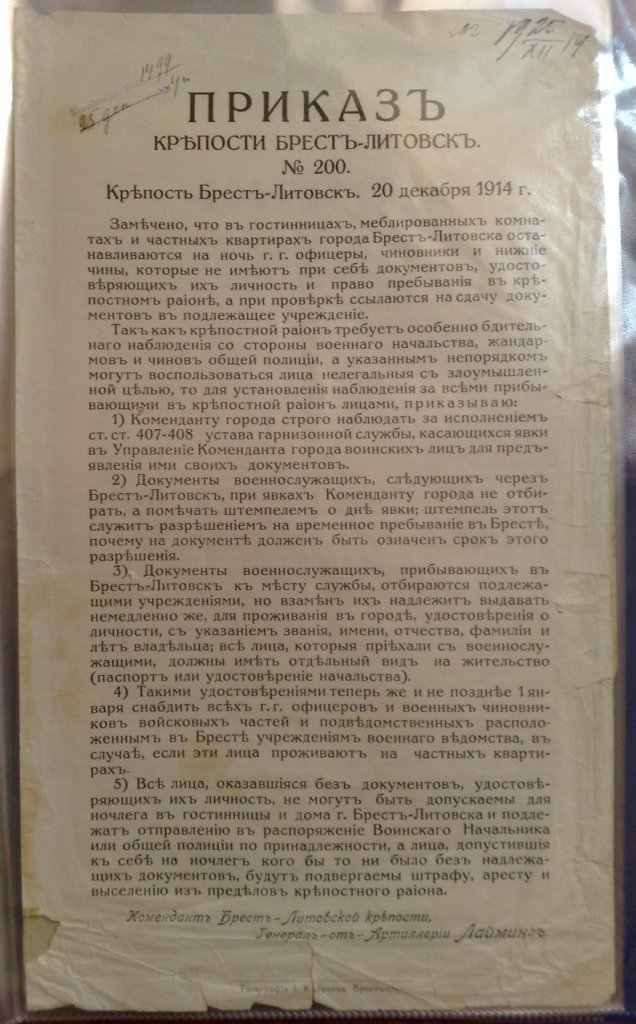 № 1925
XII 14
1499
25 дек
ПРИКАЗЪ
КРѢПОСТИ БРЕСТЪ-ЛИТОВСКЪ.
№ 200.
Крѣпость Брестъ-Литовскъ. 20 декабря 1914 г.
Замѣчено, что въ гостинницахъ, меблированныхъ комна-
тахъ и частныхъ квартирахъ города Брестъ-Литовска оста-
навливаются на ночь г. г. офицеры, чиновники и нижніе
чины, которые не имѣютъ при себѣ документовъ, удосто-
вѣряющихъ ихъ личность и право пребыванія въ крѣ-
постномъ раіонѣ, а при провѣркѣ ссылаются на сдачу доку-
ментовъ въ подлежащее учрежденіе.
Такъ какъ крѣпостной раіонъ требуетъ особенно бдитель-
наго наблюденія со стороны военнаго начальства, жандар-
мовъ и чиновъ общей полиціи, а указаннымъ непорядкомъ
могутъ воспользоваться лица нелегальныя съ злоумышлен-
ной цѣлью, то для установленія наблюденія за всѣми прибы-
вающими въ крѣпостной раіонъ лицами, приказываю:
1) Коменданту города строго наблюдать за исполненіемъ
ст. ст. 407-408 устава гарнизонной службы, касающихся явки
въ Управленіе Коменданта города воинскихъ лицъ для предъ-
явленія ими своихъ документовъ.
2) Документы военнослужащихъ, слѣдующихъ черезъ
Брестъ-Литовскъ, при явкахъ Коменданту города не отби-
рать, а помѣчать штемпелемъ о днѣ явки; штемпель этотъ
служитъ разрѣшеніемъ на временное пребываніе въ Брестѣ,
почему на документѣ долженъ быть означенъ срокъ этого
разрѣшенія.
3) Документы военнослужащихъ, прибывающихъ въ
Брестъ-Литовскъ къ мѣсту службы, отбираются подлежа-
щими учрежденіями, но взамѣнъ ихъ надлежитъ выдавать
немедленно же, для проживанія въ городѣ, удостовѣренія о
личности, съ указаніемъ званія, имени, отчества, фамиліи и
лѣтъ владѣльца; всѣ лица, которыя пріѣхали съ военнослу-
жащими, должны имѣть отдѣльный видъ на жительство
(паспортъ или удостовѣреніе начальства).
4) Такими удостовѣреніями теперь же и не позднѣе 1 ян-
варя снабдить всѣхъ г. г. офицеровъ и военныхъ чиновни-
ковъ войсковыхъ частей и подвѣдомственныхъ располо-
женнымъ въ Брестѣ учрежденіямъ военнаго вѣдомства, въ
случаѣ, если эти лица проживаютъ на частныхъ кварти-
рахъ.
5) Всѣ лица, оказавшіяся безъ документовъ, удостовѣ-
ряющихъ ихъ личность, не могутъ быть допускаемы для
ночлега въ гостинницы и дома г. Брестъ-Литовска и подле-
жатъ отправленію въ распоряженіе Воинскаго Начальника
или общей полиціи по принадлежности, а лица, допустившія
къ себѣ на ночлегъ кого бы то ни было безъ надлежа-
щихъ документовъ, будутъ подвергаемы штрафу, аресту и
выселенію изъ предѣловъ крѣпостного раіона.
Комендантъ Брестъ-Литовской крѣпости,
Генералъ-отъ-Артиллеріи Лаймингъ.
Типографія І. Кобринца, Брестъ-Л.